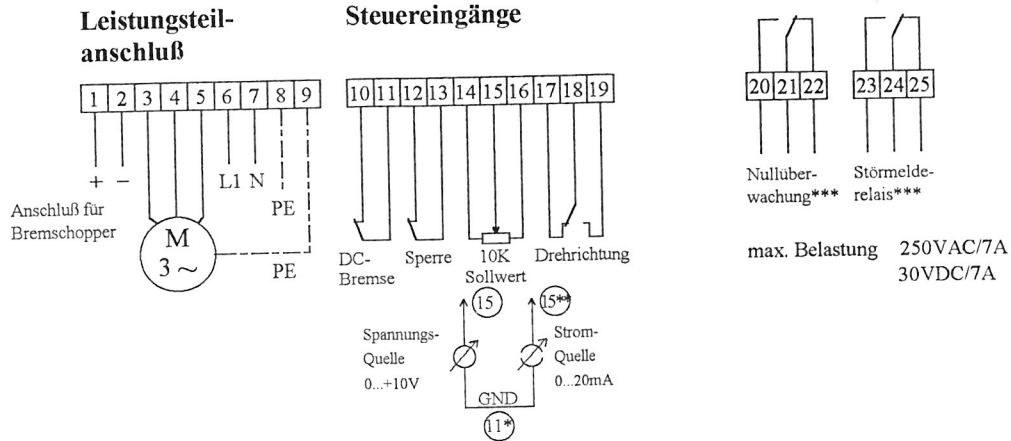 Leistungsteil-
anschluß
1 2 3 4 5 6 7 8 9
+ −
L1 N
PE
Anschluß für
Bremschopper
M
3 ~
PE
Steuereingänge
10 11 12 13 14 15 16 17 18 19
DC-
Bremse
Sperre
10K
Sollwert
Drehrichtung
15
15**
Spannungs-
Quelle
0...+10V
Strom-
Quelle
0...20mA
GND
11*
20 21 22
23 24 25
Nullüber-
wachung***
Störmelde-
relais***
max. Belastung 250VAC/7A
30VDC/7A